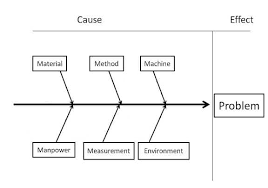 Cause Effect
Material Method Machine
Problem
Manpower Measurement Environment